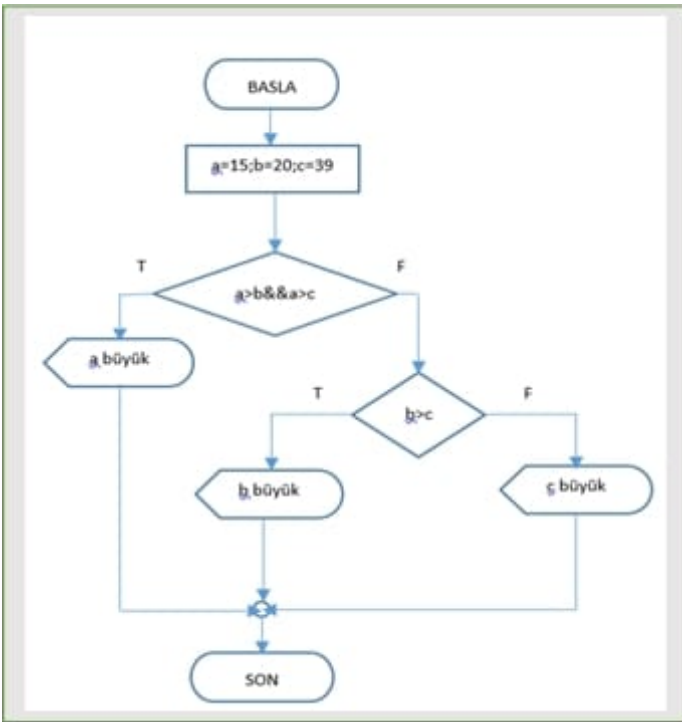 BASLA
a=15;b=20;c=39
T
F
a>b&&a>c
a büyük
T
F
b>c
b büyük
c büyük
SON